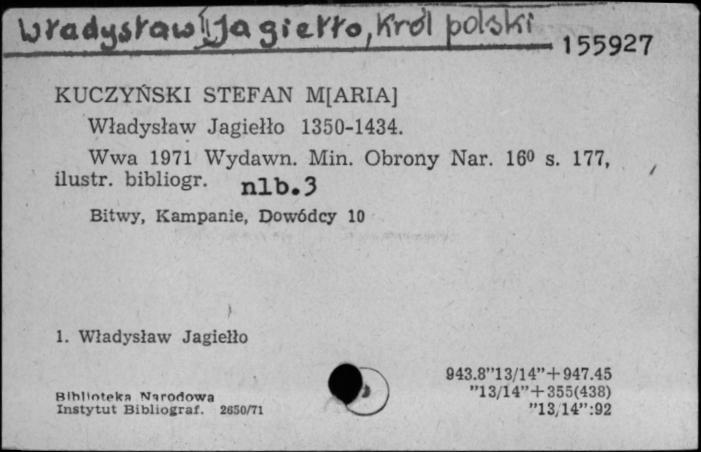 Władysław II Jagiełło, Król polski
155927
KUCZYŃSKI STEFAN M[ARIA]
Władysław Jagiełło 1350-1434.
Wwa 1971 Wydawn. Min. Obrony Nar. 16⁰ s. 177,
ilustr. bibliogr. nlb.3
Bitwy, Kampanie, Dowódcy 10
1. Władysław Jagiełło
943.8"13/14"+947.45
"13/14"+355(438)
"13/14":92
Biblioteka Narodowa
Instytut Bibliograf. 2650/71